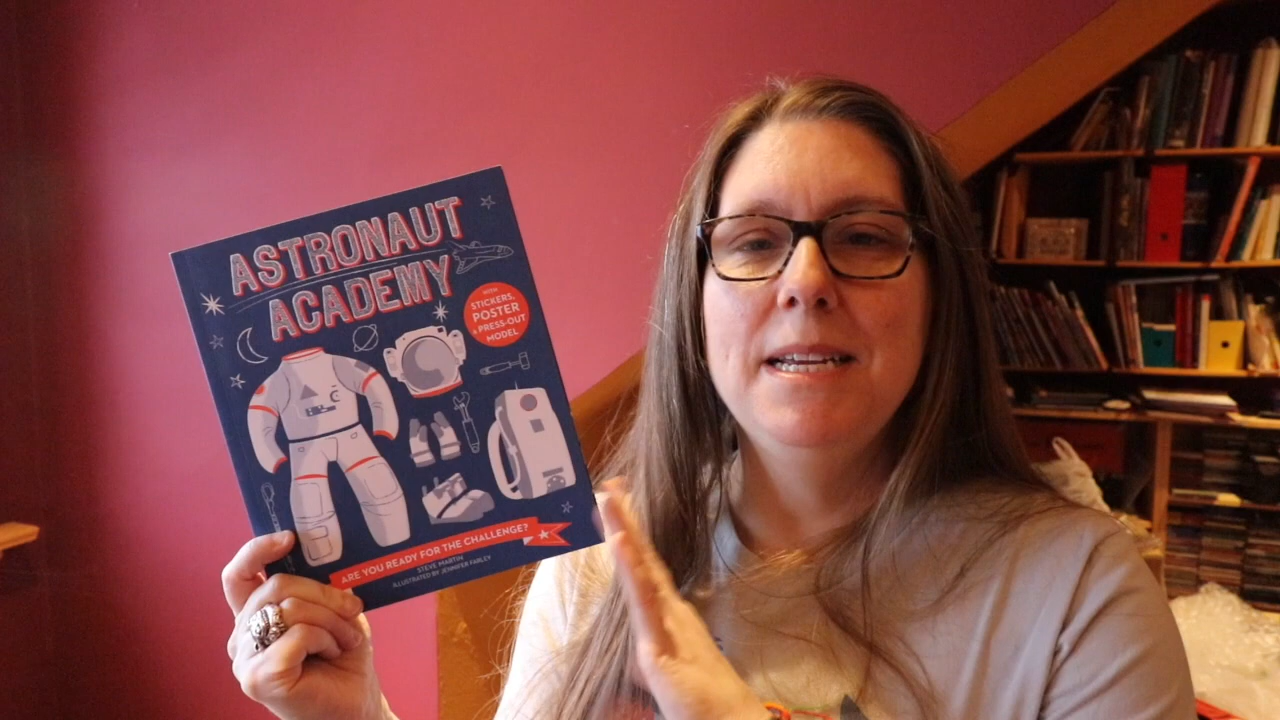 ASTRONAUT
ACADEMY
WITH
STICKERS,
POSTER
& PRESS-OUT
MODEL
ARE YOU READY FOR THE CHALLENGE?
STEVE MARTIN
ILLUSTRATED BY JENNIFER FARLEY